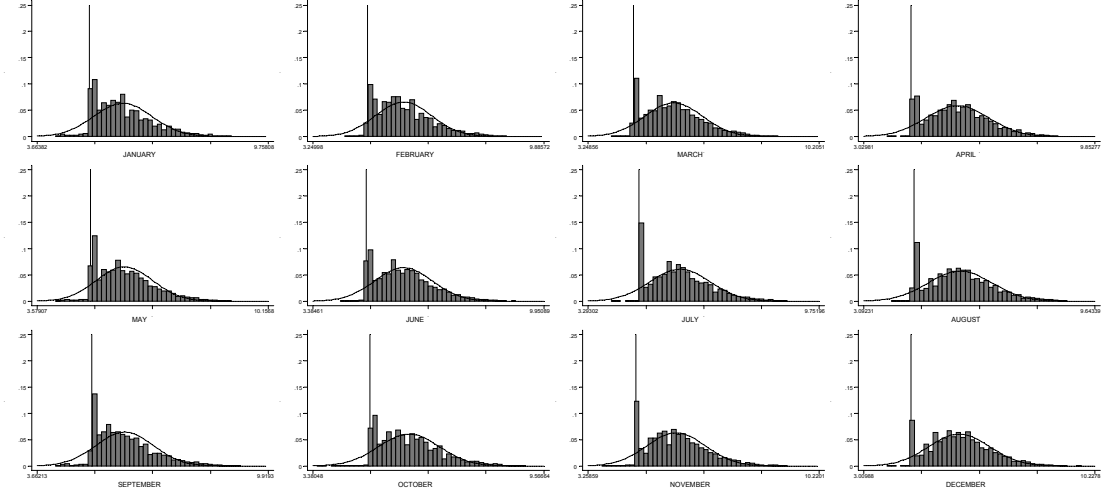 .25 .25 .25 .25
.2 .2 .2 .2
.15 .15 .15 .15
.1 .1 .1 .1
.05 .05 .05 .05
0 0 0 0
3.66382 9.75808 3.24998 9.88572 3.24856 10.2051 3.02981 9.85277
JANUARY FEBRUARY MARCH APRIL
.25 .25 .25 .25
.2 .2 .2 .2
.15 .15 .15 .15
.1 .1 .1 .1
.05 .05 .05 .05
0 0 0 0
3.57907 10.1568 3.38461 9.95089 3.29302 9.75196 3.09231 9.64339
MAY JUNE JULY AUGUST
.25 .25 .25 .25
.2 .2 .2 .2
.15 .15 .15 .15
.1 .1 .1 .1
.05 .05 .05 .05
0 0 0 0
3.66213 9.9193 3.38048 9.56664 3.25659 10.2201 3.00988 10.2278
SEPTEMBER OCTOBER NOVEMBER DECEMBER